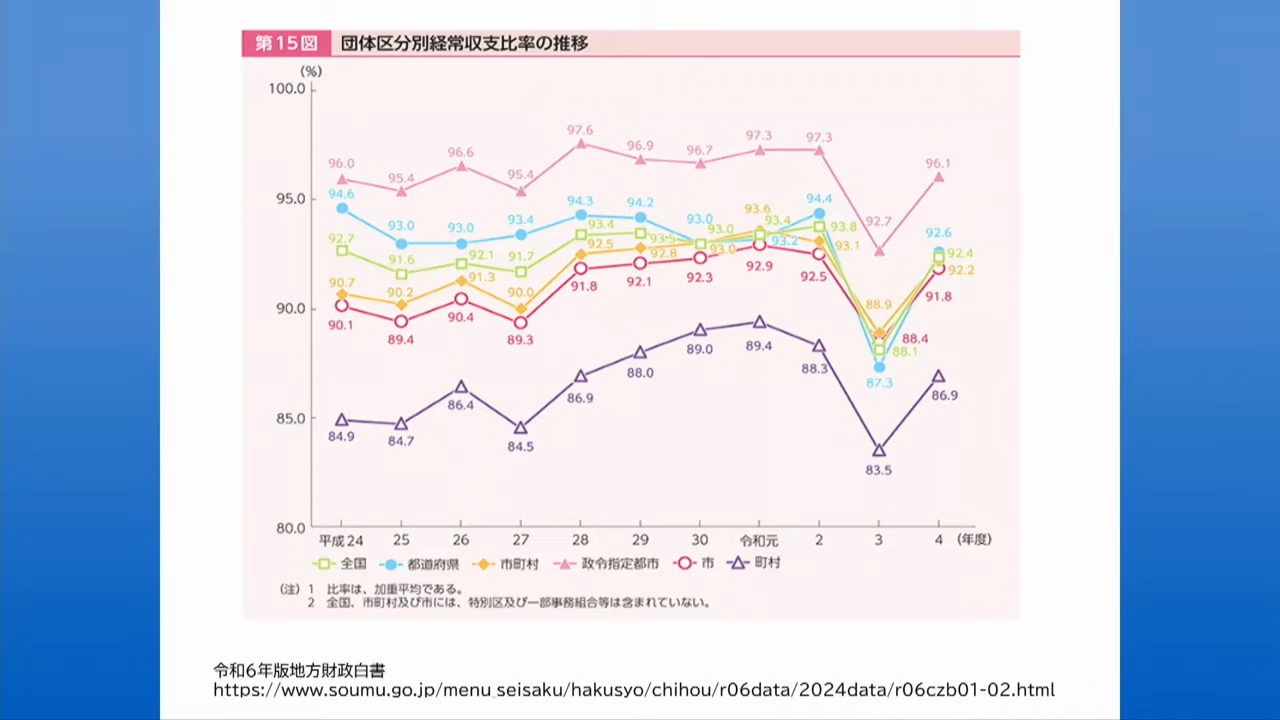 第15図 団体区分別経常収支比率の推移
(%)
100.0
95.0
90.0
85.0
80.0
96.0 95.4 96.6 95.4 97.6 96.9 96.7 97.3 97.3 92.7 96.1
94.6 93.0 93.0 93.4 94.3 94.2 93.0 93.2 94.4 87.3 92.6
92.7 91.6 92.1 91.7 93.4 93.5 93.0 93.4 93.8 88.1 92.4
90.7 90.2 91.3 90.0 92.5 92.8 93.0 93.6 93.1 88.9 92.2
90.1 89.4 90.4 89.3 91.8 92.1 92.3 92.9 92.5 88.4 91.8
84.9 84.7 86.4 84.5 86.9 88.0 89.0 89.4 88.3 83.5 86.9
平成24 25 26 27 28 29 30 令和元 2 3 4 (年度)
全国 都道府県 市町村 政令指定都市 市 町村
(注) 1 比率は、加重平均である。
2 全国、市町村及び市には、特別区及び一部事務組合等は含まれていない。
令和6年版地方財政白書
https://www.soumu.go.jp/menu_seisaku/hakusyo/chihou/r06data/2024data/r06czb01-02.html